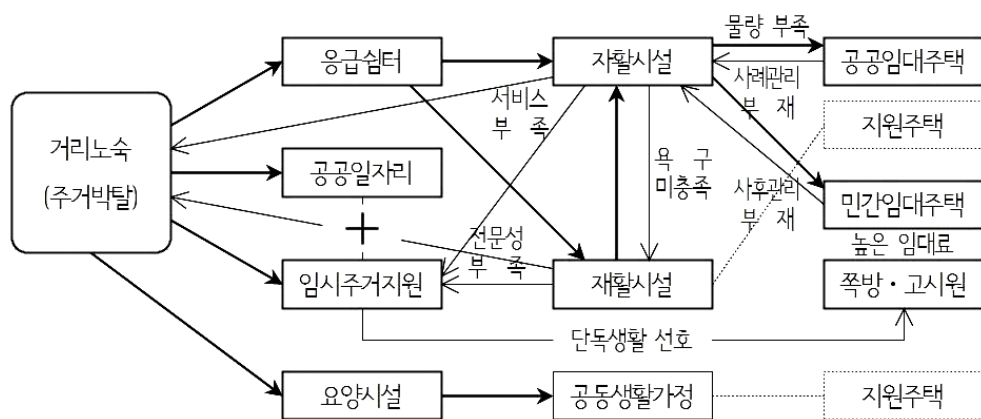 물량 부족
응급쉼터
자활시설
공공임대주택
서비스
부 족
사례관리
부 재
지원주택
거리노숙
(주거박탈)
공공일자리
욕 구
미충족
사후관리
부 재
민간임대주택
+
전문성
부 족
높은 임대료
임시주거지원
재활시설
쪽방·고시원
단독생활 선호
요양시설
공동생활가정
지원주택